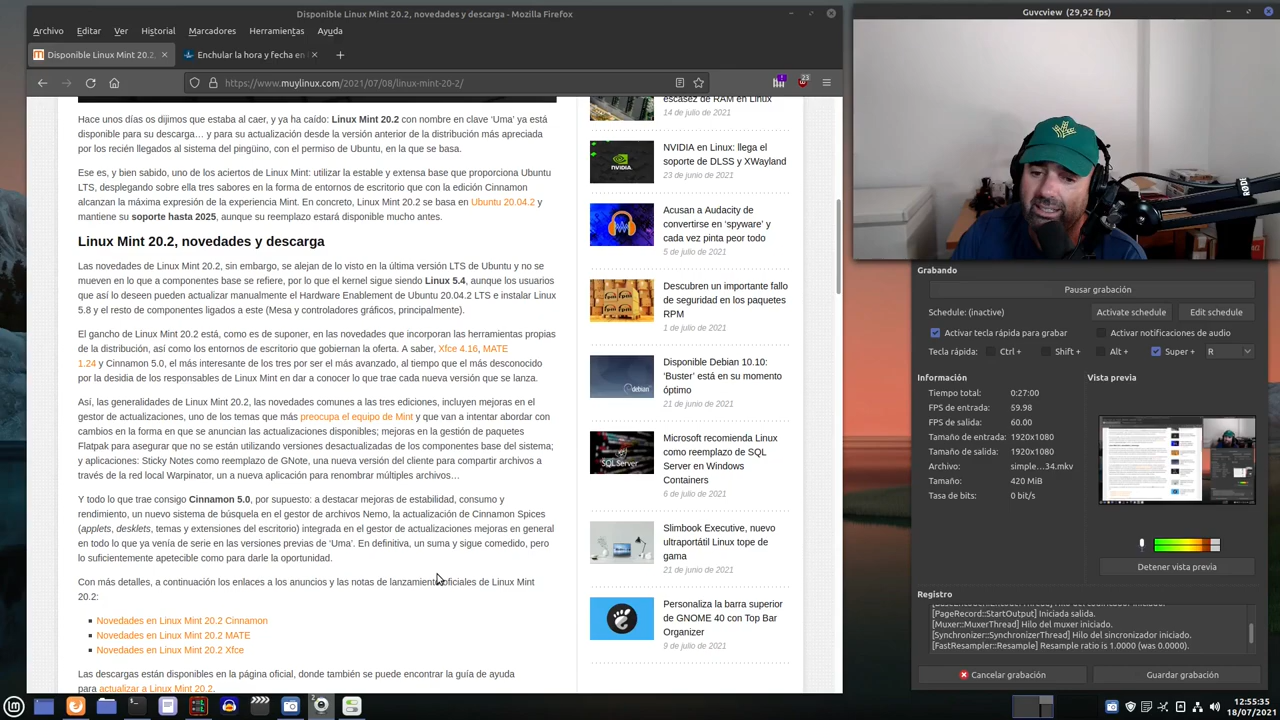 Disponible Linux Mint 20.2, novedades y descarga - Mozilla Firefox
Archivo Editar Ver Historial Marcadores Herramientas Ayuda
Disponible Linux Mint 20.2,
Enchular la hora y fecha en
https://www.muylinux.com/2021/07/08/linux-mint-20-2/
23
Hace unos días os dijimos que estaba al caer, y ya ha caído: Linux Mint 20.2 con nombre en clave ‘Uma’ ya está
disponible para su descarga… y para su actualización desde la versión anterior de la distribución más apreciada
por los recién llegados al sistema del pingüino, con el permiso de Ubuntu, en la que se basa.
Ese es, y bien sabido, uno de los aciertos de Linux Mint: utilizar la estable y extensa base que proporciona Ubuntu
LTS, desplegando sobre ella tres sabores en la forma de entornos de escritorio que con la edición Cinnamon
alcanzan la máxima expresión de la experiencia Mint. En concreto, Linux Mint 20.2 se basa en Ubuntu 20.04.2 y
mantiene su soporte hasta 2025, aunque su reemplazo estará disponible mucho antes.
Linux Mint 20.2, novedades y descarga
Las novedades de Linux Mint 20.2, sin embargo, se alejan de lo visto en la última versión LTS de Ubuntu y no se
mueven en lo que a componentes base se refiere, por lo que el kernel sigue siendo Linux 5.4, aunque los usuarios
que así lo deseen pueden actualizar manualmente el Hardware Enablement de Ubuntu 20.04.2 LTS e instalar Linux
5.8 y el resto de componentes ligados a este (Mesa y controladores gráficos, principalmente).
El gancho de Linux Mint 20.2 está, como es de suponer, en las novedades que incorporan las herramientas propias
de la distribución, así como los entornos de escritorio que gobiernan la oferta. A saber, Xfce 4.16, MATE
1.24 y Cinnamon 5.0, el más interesante de los tres por ser el más avanzado, al tiempo que el más desconocido
por la desidia de los responsables de Linux Mint en dar a conocer lo que trae cada nueva versión que se lanza.
Así, las generalidades de Linux Mint 20.2, las novedades comunes a las tres ediciones, incluyen mejoras en el
gestor de actualizaciones, uno de los temas que más preocupa el equipo de Mint y que van a intentar abordar con
cambios en la forma en que se anuncian las actualizaciones disponibles; mejoras en la gestión de paquetes
Flatpak para asegurar que no se están utilizando versiones desactualizadas de los componentes base del sistema;
y aplicaciones: Sticky Notes como reemplazo de GNote, una nueva versión del cliente para compartir archivos a
través de la red local Warpinator, un a nueva aplicación para renombrar múltiples archivos…
Y todo lo que trae consigo Cinnamon 5.0, por supuesto: a destacar mejoras de estabilidad, consumo y
rendimiento, un nuevo sistema de búsqueda en el gestor de archivos Nemo, la actualización de Cinnamon Spices
(applets, desklets, temas y extensiones del escritorio) integrada en el gestor de actualizaciones mejoras en general
en todo lo que ya venía de serie en las versiones previas de ‘Uma’. En definitiva, un suma y sigue comedido, pero
lo suficientemente apetecible como para darle la oportunidad.
Con más detalles, a continuación los enlaces a los anuncios y las notas de lanzamiento oficiales de Linux Mint
20.2:
Novedades en Linux Mint 20.2 Cinnamon
Novedades en Linux Mint 20.2 MATE
Novedades en Linux Mint 20.2 Xfce
Las descargas están disponibles en la página oficial, donde también se puede encontrar la guía de ayuda
para actualizar a Linux Mint 20.2.
escasez de RAM en Linux
14 de julio de 2021
NVIDIA
NVIDIA en Linux: llega el
soporte de DLSS y XWayland
23 de junio de 2021
Acusan a Audacity de
convertirse en ‘spyware’ y
cada vez pinta peor todo
5 de julio de 2021
Descubren un importante fallo
de seguridad en los paquetes
RPM
1 de julio de 2021
debian
Disponible Debian 10.10:
‘Buster’ está en su momento
óptimo
21 de junio de 2021
SQL Server
Microsoft recomienda Linux
como reemplazo de SQL
Server en Windows
Containers
6 de julio de 2021
Slimbook Executive, nuevo
ultraportátil Linux tope de
gama
21 de junio de 2021
Personaliza la barra superior
de GNOME 40 con Top Bar
Organizer
9 de julio de 2021
Guvcview (29,92 fps)
RØDE
Grabando
Pausar grabación
Schedule: (inactive) Activate schedule Edit schedule
Activar tecla rápida para grabar Activar notificaciones de audio
Tecla rápida: Ctrl + Shift + Alt + Super + R
Información
Tiempo total: 0:27:00
FPS de entrada: 59.98
FPS de salida: 60.00
Tamaño de entrada: 1920x1080
Tamaño de salida: 1920x1080
Archivo: simple...34.mkv
Tamaño: 420 MiB
Tasa de bits: 0 bit/s
Vista previa
Detener vista previa
Registro
[PageRecord::StartOutput] Iniciada salida.
[Muxer::MuxerThread] Hilo del muxer iniciado.
[Synchronizer::SynchronizerThread] Hilo del sincronizador iniciado.
[FastResampler::Resample] Resample ratio is 1.0000 (was 0.0000).
Cancelar grabación Guardar grabación
12:55:35
18/07/2021